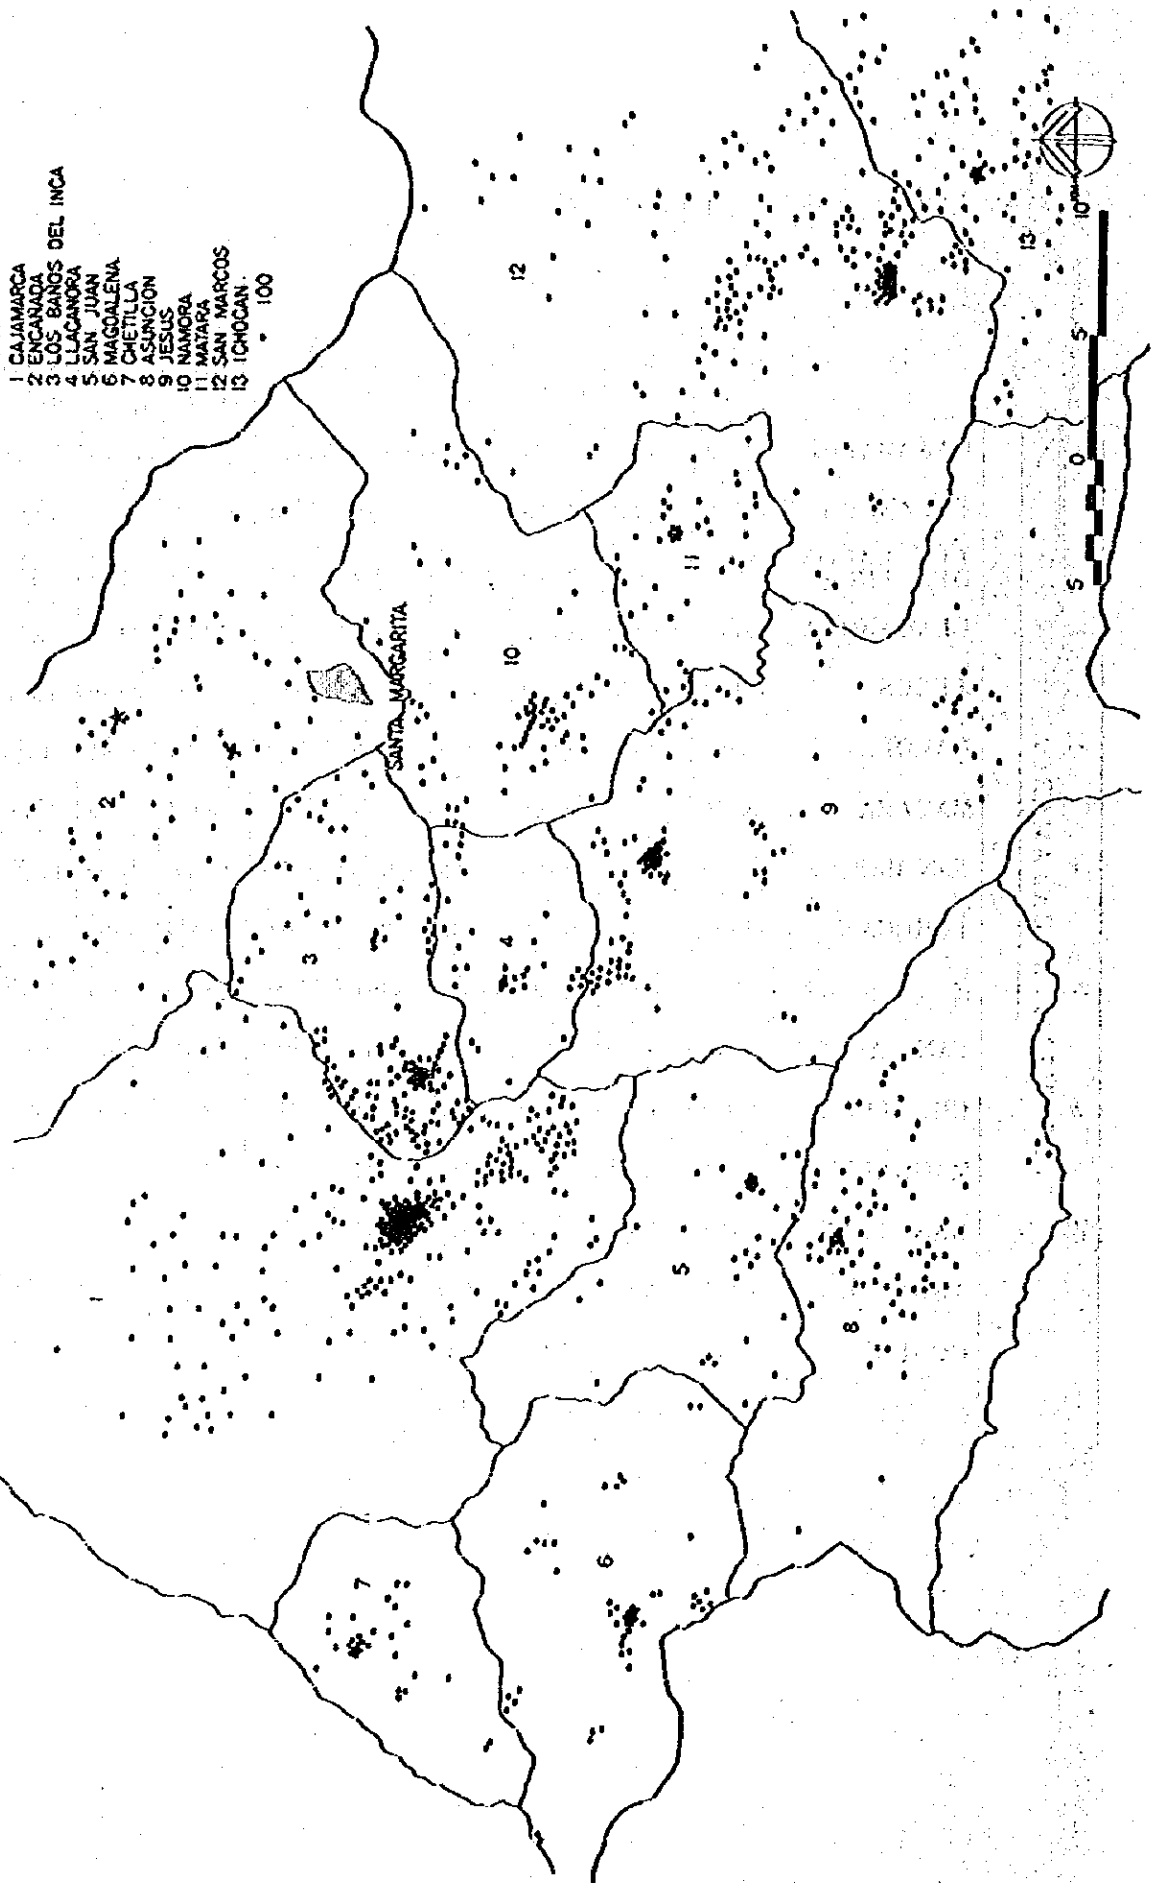 1 CAJAMARCA
2 ENCAÑADA
3 LOS BAÑOS DEL INCA
4 LLACANORA
5 SAN JUAN
6 MAGDALENA
7 CHETILLA
8 ASUNCION
9 JESUS
10 NAMORA
11 MATARA
12 SAN MARCOS
13 ICHOCAN
• 100
1
2
3
SANTA MARGARITA
7
4
10
12
6
5
11
9
8
13
5 0 5 10